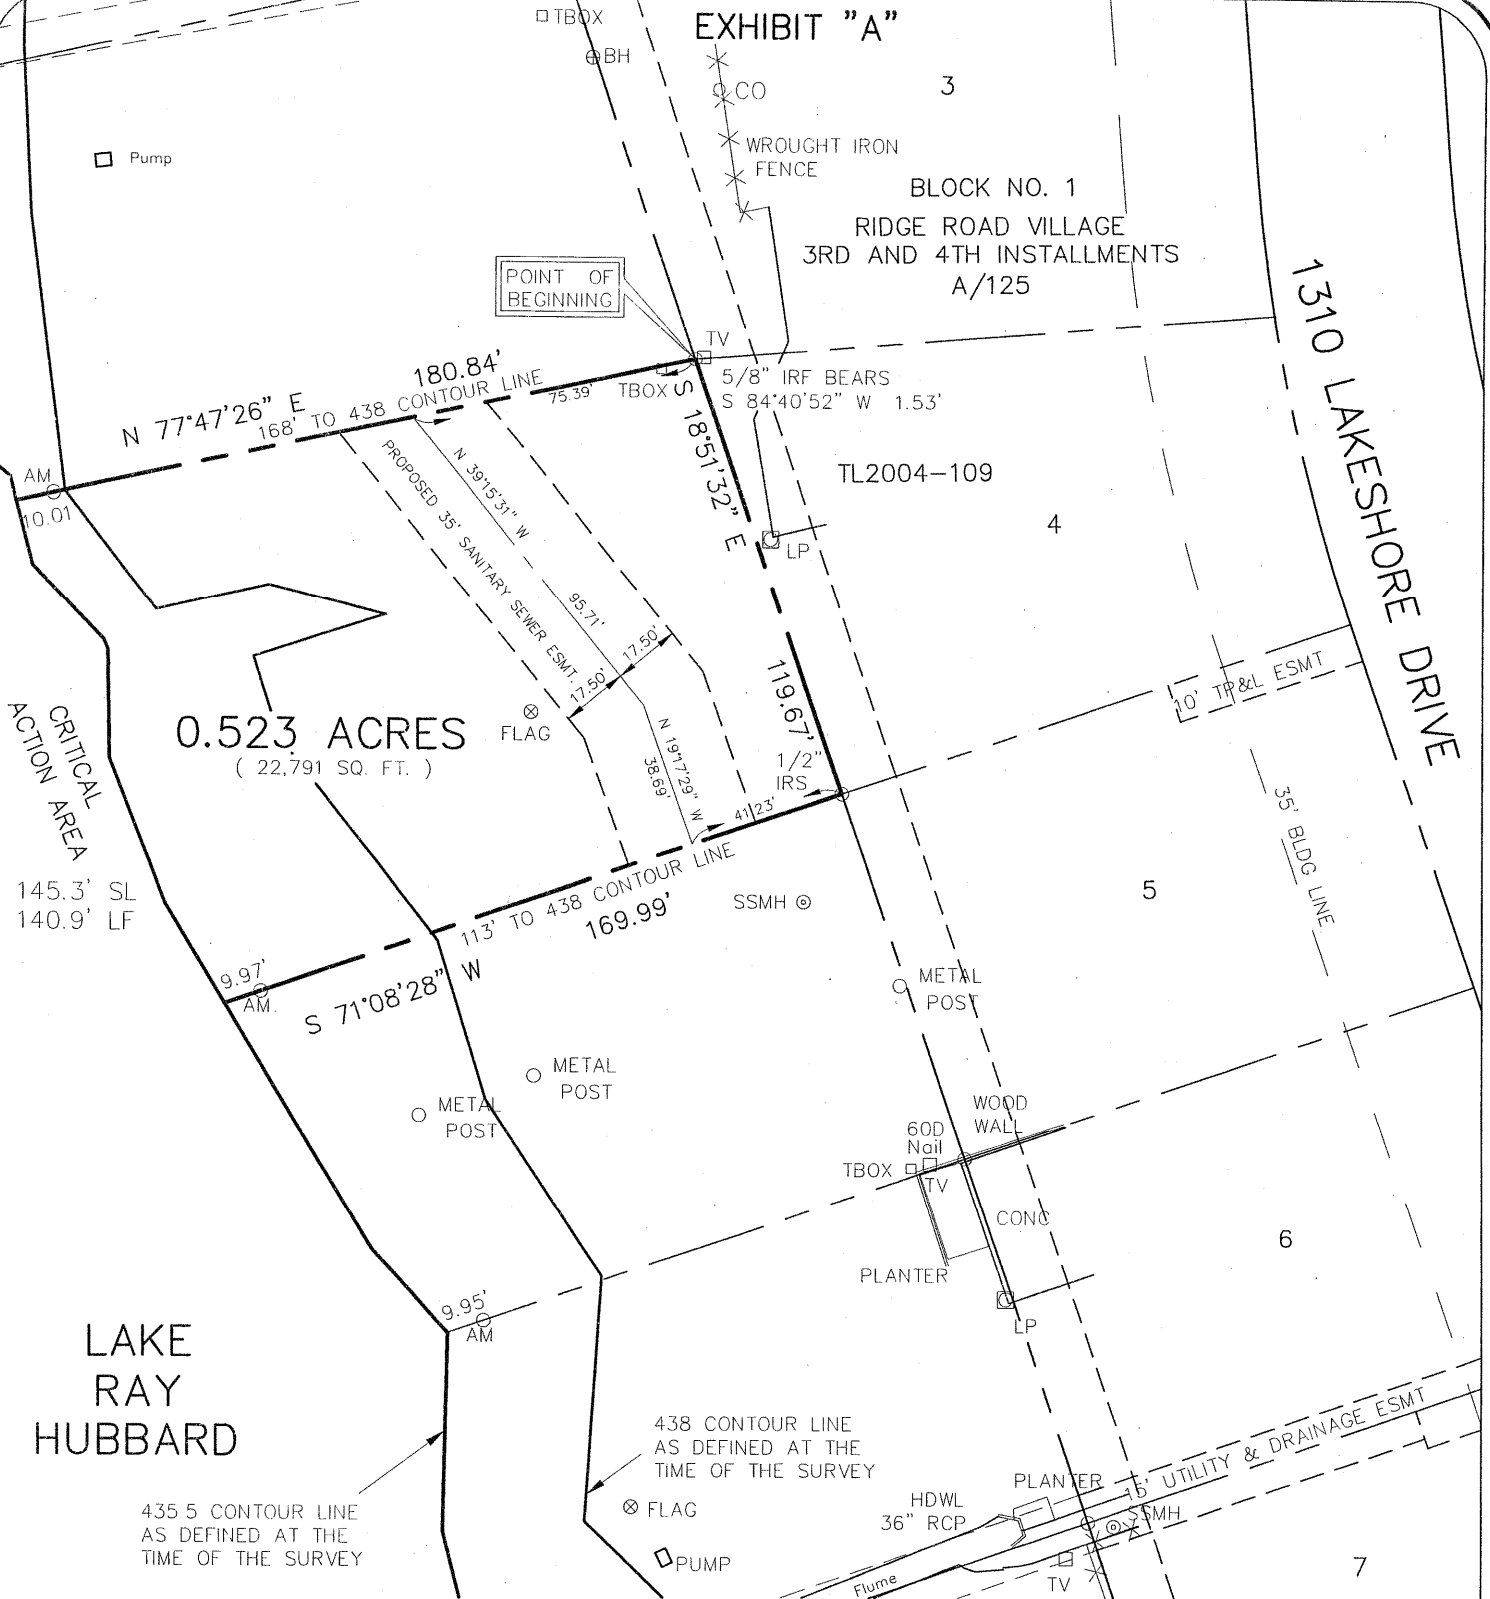 EXHIBIT "A"
TBOX
BH
CO
3
Pump
WROUGHT IRON
FENCE
BLOCK NO. 1
RIDGE ROAD VILLAGE
3RD AND 4TH INSTALLMENTS
A/125
POINT OF
BEGINNING
1310 LAKESHORE DRIVE
TV
180.84'
N 77°47'26" E
168' TO 438 CONTOUR LINE
75.39'
TBOX
5/8" IRF BEARS
S 84°40'52" W 1.53'
S 18°51'32" E
119.67'
AM
10.01
N 39°15'31" W
95.71'
PROPOSED 35' SANITARY SEWER ESMT.
TL2004-109
4
LP
17.50'
17.50'
10' TP&L ESMT
FLAG
0.523 ACRES
( 22,791 SQ. FT. )
CRITICAL
ACTION AREA
N 19°17'29" W
38.69'
1/2"
IRS
41.23'
35' BLDG LINE
145.3' SL
140.9' LF
113' TO 438 CONTOUR LINE
169.99'
S 71°08'28" W
SSMH
5
9.97'
AM
METAL
POST
METAL
POST
METAL
POST
WOOD
WALL
60D
Nail
TBOX
TV
CONC
6
PLANTER
9.95'
AM
LP
LAKE
RAY
HUBBARD
438 CONTOUR LINE
AS DEFINED AT THE
TIME OF THE SURVEY
435 5 CONTOUR LINE
AS DEFINED AT THE
TIME OF THE SURVEY
FLAG
PUMP
PLANTER
15' UTILITY & DRAINAGE ESMT
HDWL
36" RCP
SSMH
Flume
TV
7